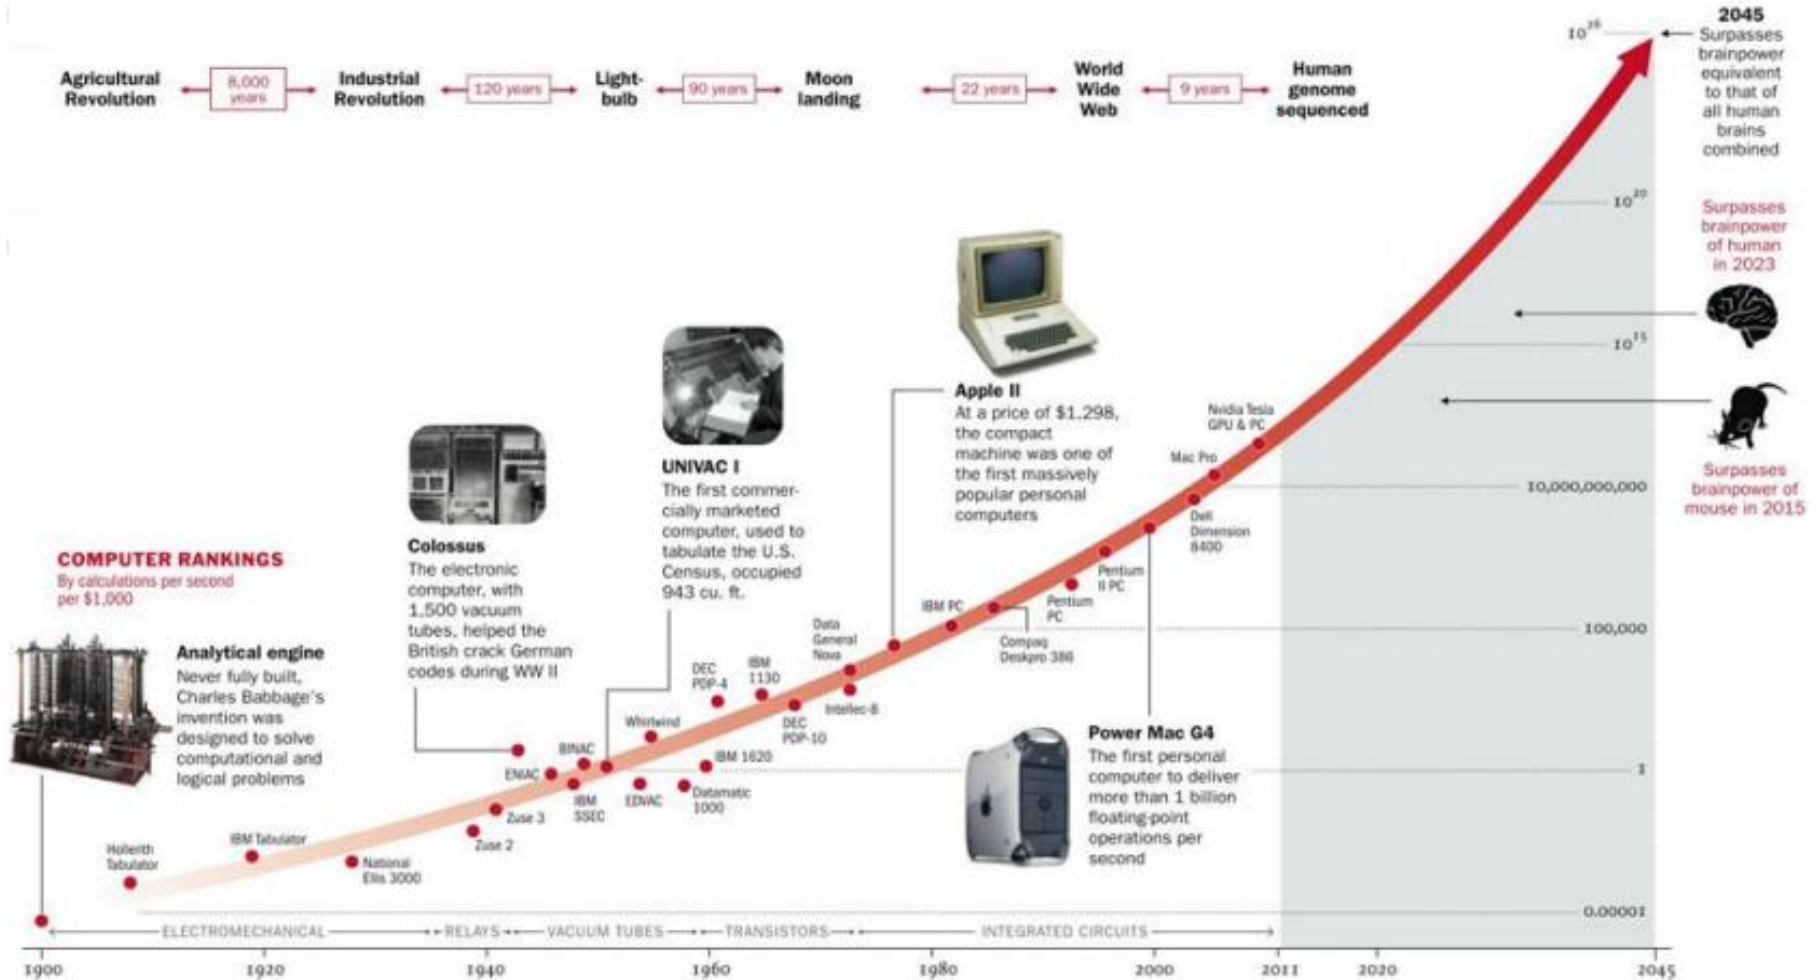 Agricultural
Revolution
8,000
years
Industrial
Revolution
120 years
Light-
bulb
90 years
Moon
landing
22 years
World
Wide
Web
9 years
Human
genome
sequenced
10²⁶
2045
Surpasses
brainpower
equivalent
to that of
all human
brains
combined
10²⁰
Surpasses
brainpower
of human
in 2023
10¹⁵
Surpasses
brainpower of
mouse in 2015
10,000,000,000
100,000
1
0.00001
COMPUTER RANKINGS
By calculations per second
per $1,000
Analytical engine
Never fully built,
Charles Babbage's
invention was
designed to solve
computational and
logical problems
Colossus
The electronic
computer, with
1,500 vacuum
tubes, helped the
British crack German
codes during WW II
UNIVAC I
The first commer-
cially marketed
computer, used to
tabulate the U.S.
Census, occupied
943 cu. ft.
Apple II
At a price of $1,298,
the compact
machine was one of
the first massively
popular personal
computers
Power Mac G4
The first personal
computer to deliver
more than 1 billion
floating-point
operations per
second
Hollerith
Tabulator
IBM Tabulator
National
Ellis 3000
Zuse 2
Zuse 3
ENIAC
BINAC
IBM
SSEC
Whirlwind
EDVAC
Datamatic
1000
IBM 1620
DEC
PDP-4
IBM
1130
DEC
PDP-10
Data
General
Nova
Intellec-8
IBM PC
Compaq
Deskpro 386
Pentium
PC
Pentium
II PC
Dell
Dimension
8400
Mac Pro
Nvidia Tesla
GPU & PC
ELECTROMECHANICAL
RELAYS
VACUUM TUBES
TRANSISTORS
INTEGRATED CIRCUITS
1900
1920
1940
1960
1980
2000
2011
2020
2045